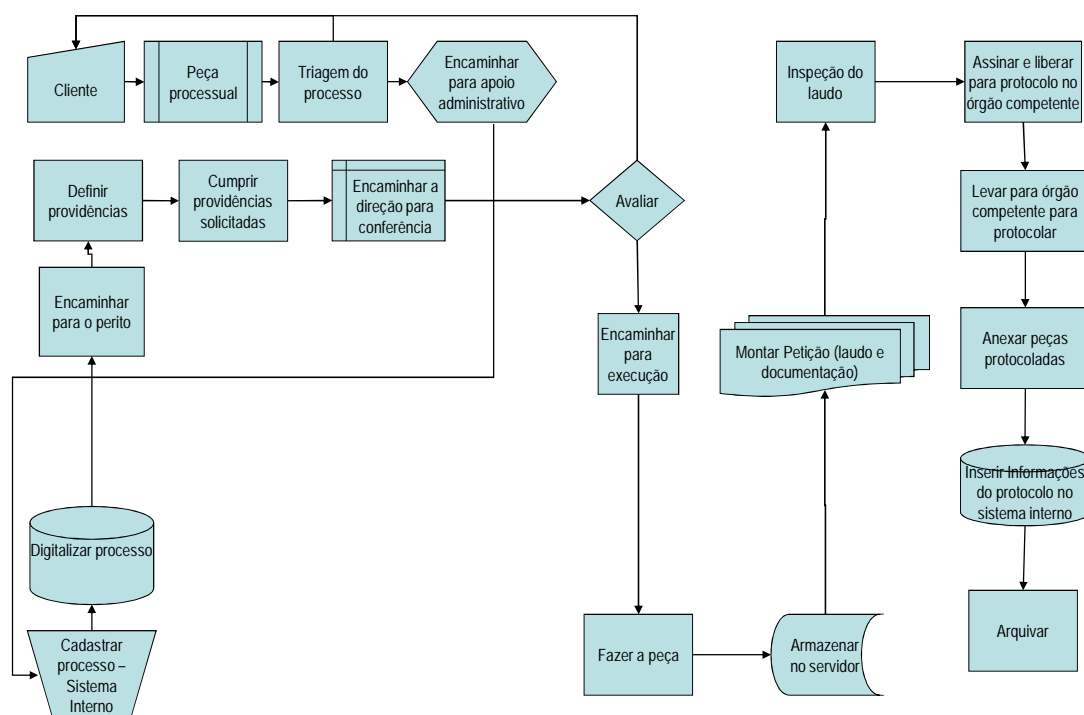 Cliente
Peça
processual
Triagem do
processo
Encaminhar
para apoio
administrativo
Inspeção do
laudo
Assinar e liberar
para protocolo no
órgão competente
Definir
providências
Cumprir
providências
solicitadas
Encaminhar a
direção para
conferência
Avaliar
Levar para órgão
competente para
protocolar
Encaminhar
para o perito
Encaminhar
para
execução
Montar Petição (laudo e
documentação)
Anexar peças
protocoladas
Inserir Informações
do protocolo no
sistema interno
Digitalizar processo
Cadastrar
processo –
Sistema
Interno
Fazer a peça
Armazenar
no servidor
Arquivar